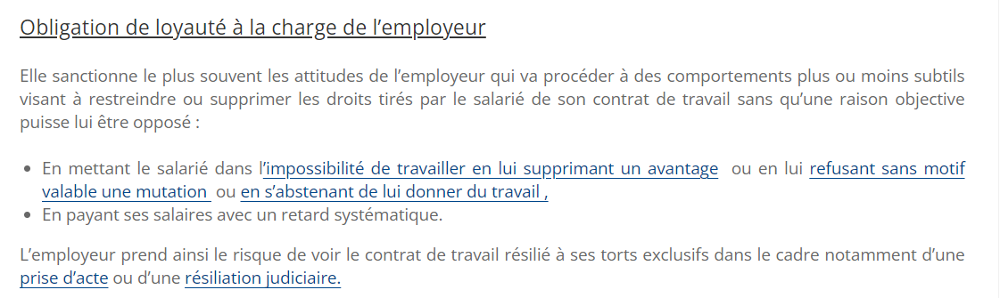 Obligation de loyauté à la charge de l’employeur
Elle sanctionne le plus souvent les attitudes de l’employeur qui va procéder à des comportements plus ou moins subtils
visant à restreindre ou supprimer les droits tirés par le salarié de son contrat de travail sans qu’une raison objective
puisse lui être opposé :
• En mettant le salarié dans l’impossibilité de travailler en lui supprimant un avantage ou en lui refusant sans motif
valable une mutation ou en s’abstenant de lui donner du travail ,
• En payant ses salaires avec un retard systématique.
L’employeur prend ainsi le risque de voir le contrat de travail résilié à ses torts exclusifs dans le cadre notamment d’une
prise d’acte ou d’une résiliation judiciaire.